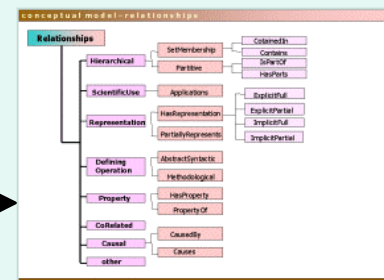 conceptual model-relationships
Relationships
Hierarchical
SetMembership
CotainedIn
Contains
Partitive
IsPartOf
HasParts
ScientificUse
Applications
Representation
HasRepresentation
ExplicitFull
ExplicitPartial
ImplicitFull
ImplicitPartial
PartiallyRepresents
Defining
Operation
AbstractSyntactic
Methodological
Property
HasProperty
PropertyOf
CoRelated
Causal
CausedBy
Causes
other